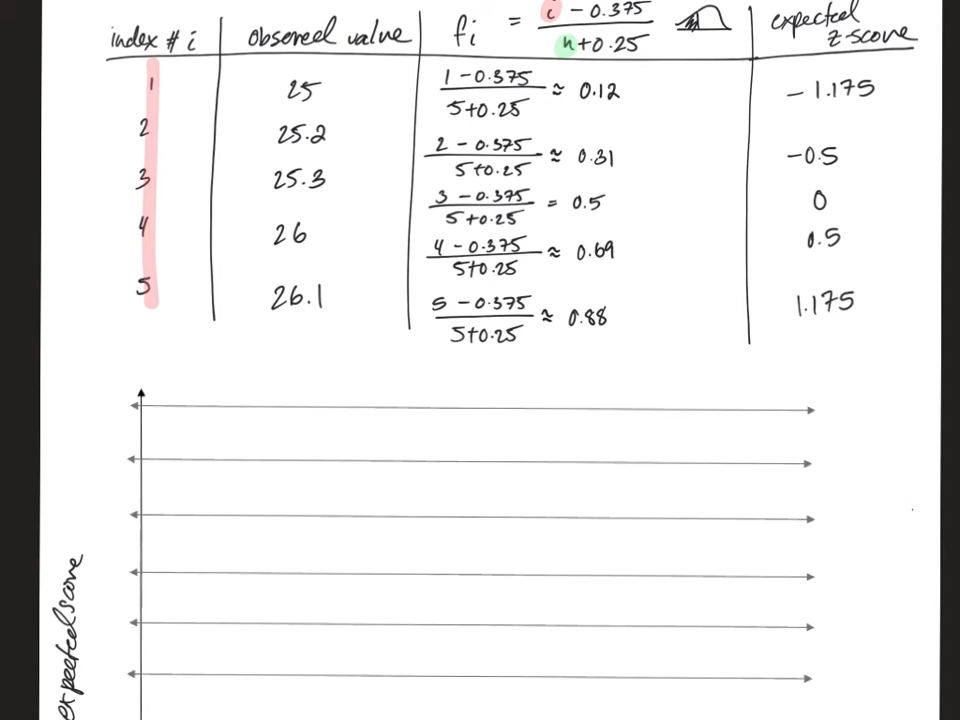 index # i | observed value | fi = (i - 0.375)/(n + 0.25) | expected z-score
1 | 25 | (1 - 0.375)/(5 + 0.25) ≈ 0.12 | -1.175
2 | 25.2 | (2 - 0.375)/(5 + 0.25) ≈ 0.31 | -0.5
3 | 25.3 | (3 - 0.375)/(5 + 0.25) = 0.5 | 0
4 | 26 | (4 - 0.375)/(5 + 0.25) ≈ 0.69 | 0.5
5 | 26.1 | (5 - 0.375)/(5 + 0.25) ≈ 0.88 | 1.175
expected score